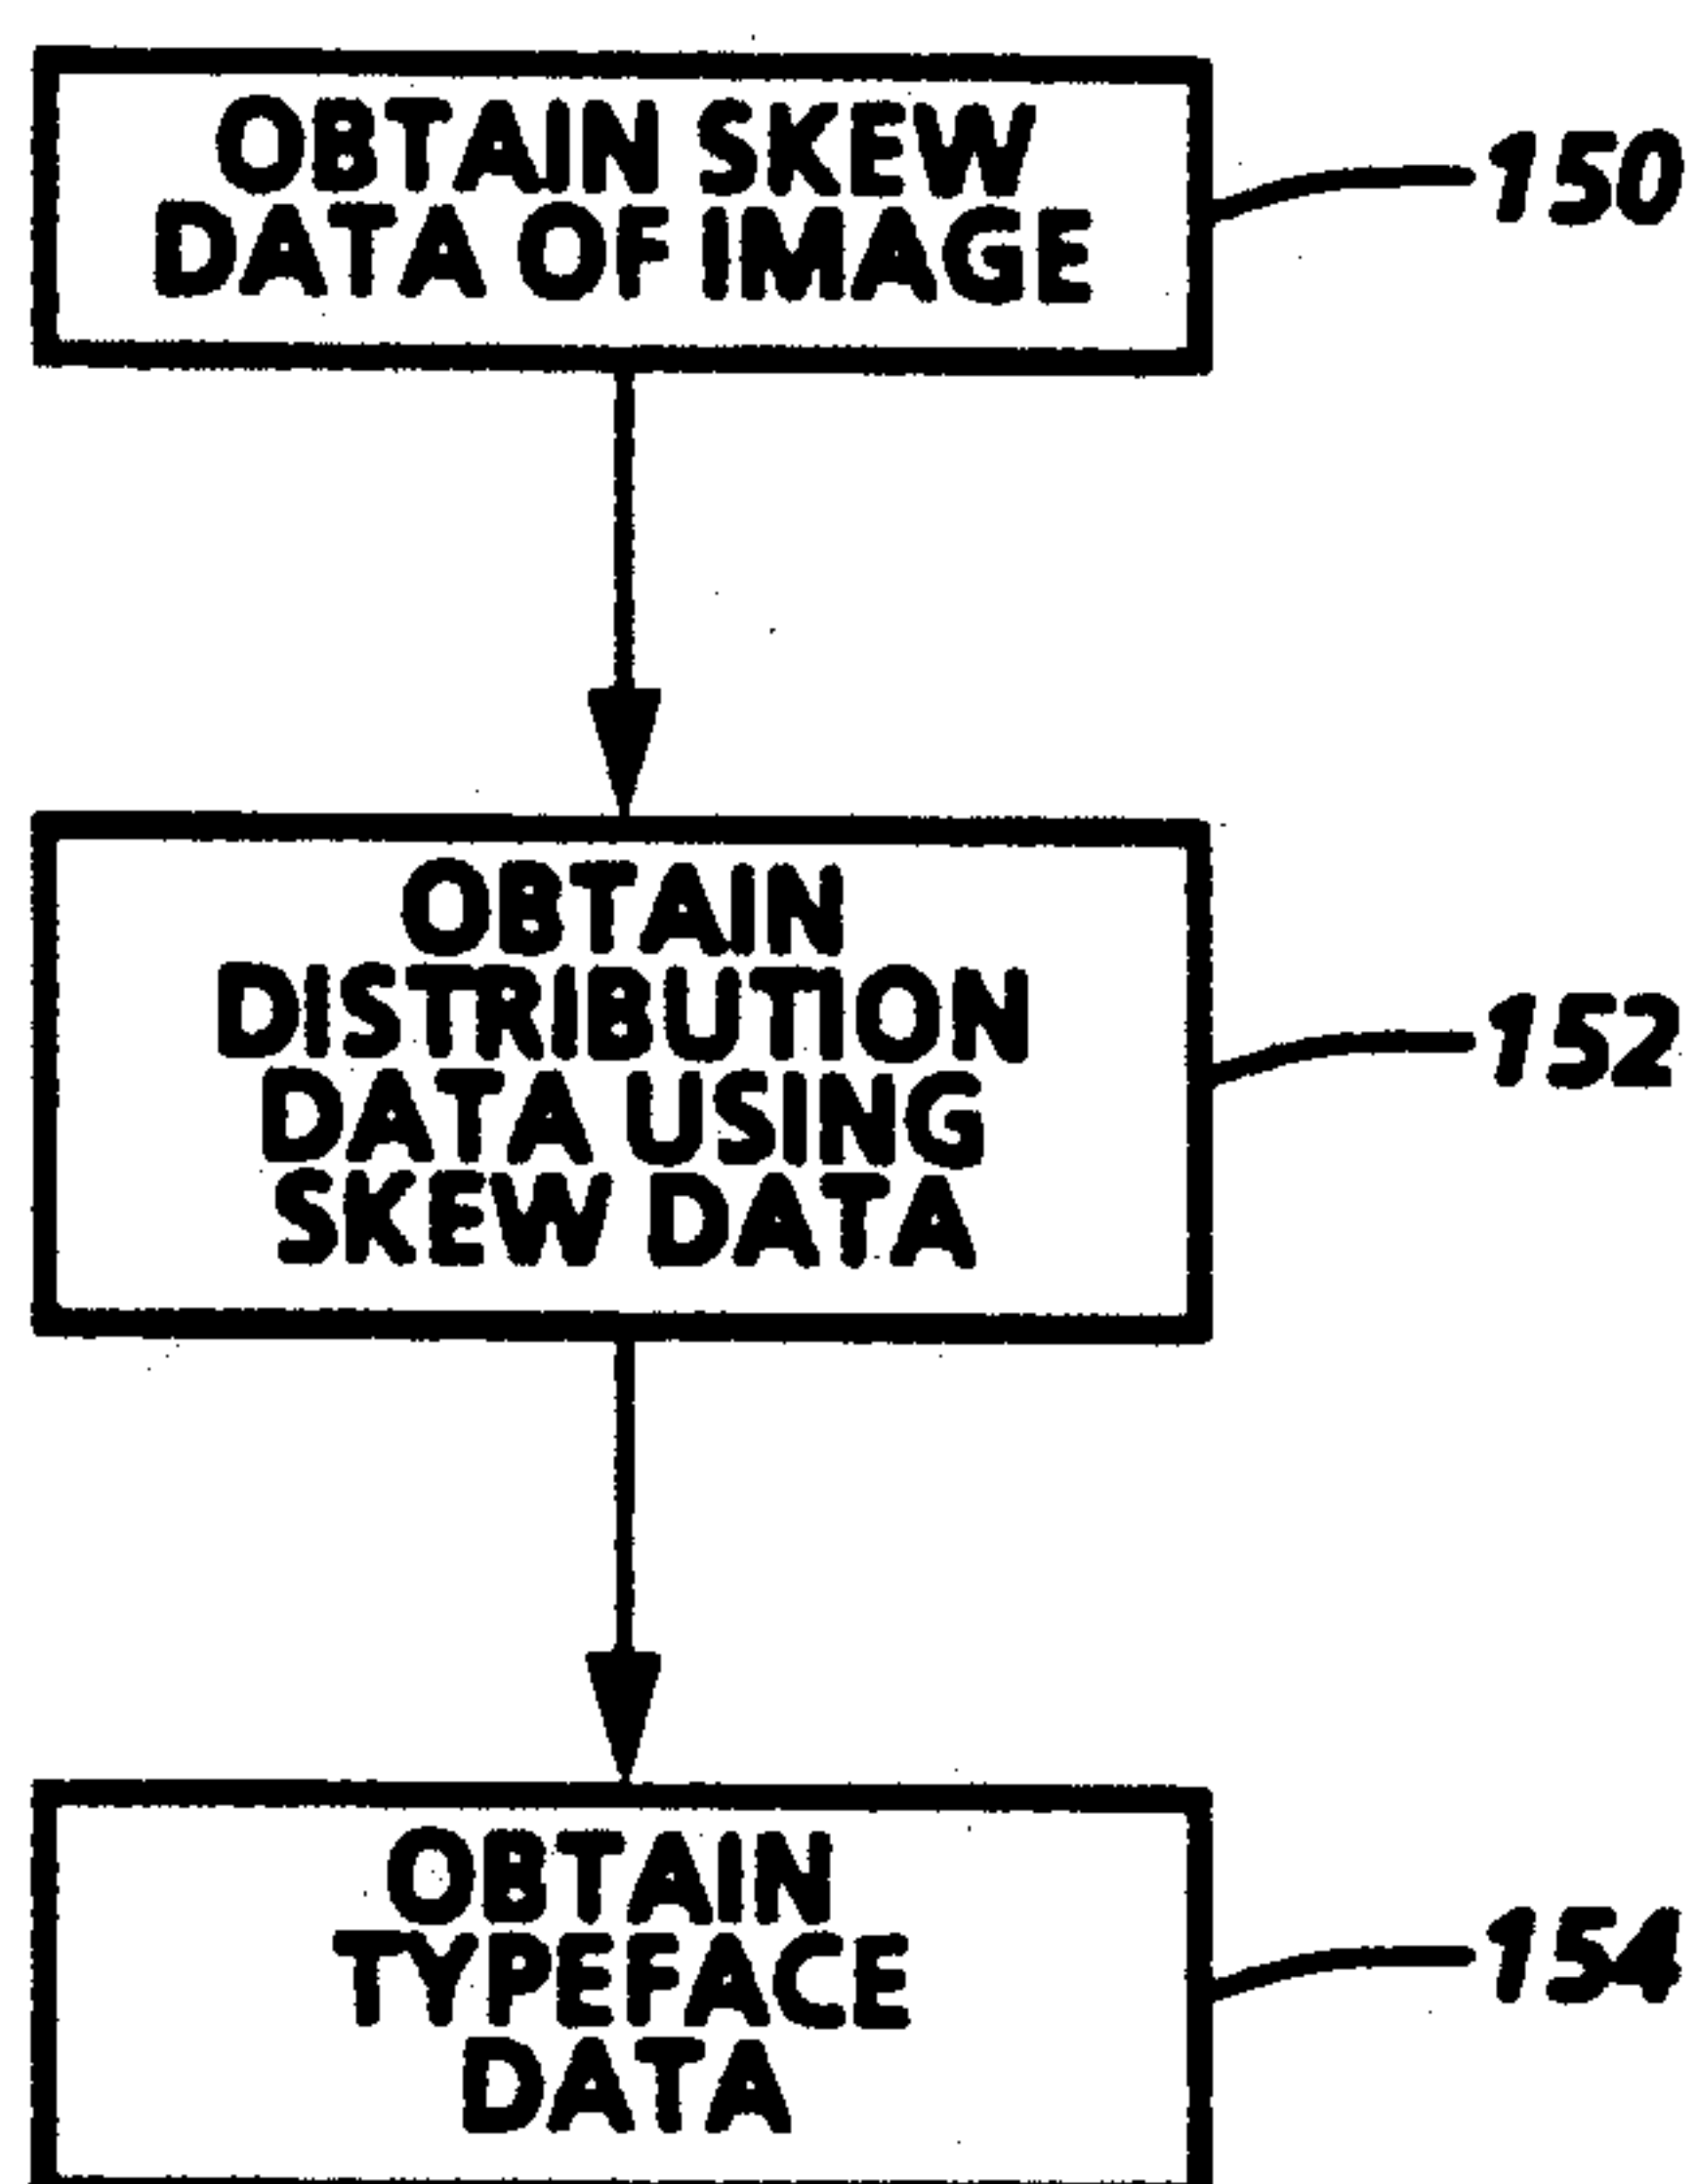 OBTAIN SKEW
DATA OF IMAGE
150
OBTAIN
DISTRIBUTION
DATA USING
SKEW DATA
152
OBTAIN
TYPEFACE
DATA
154